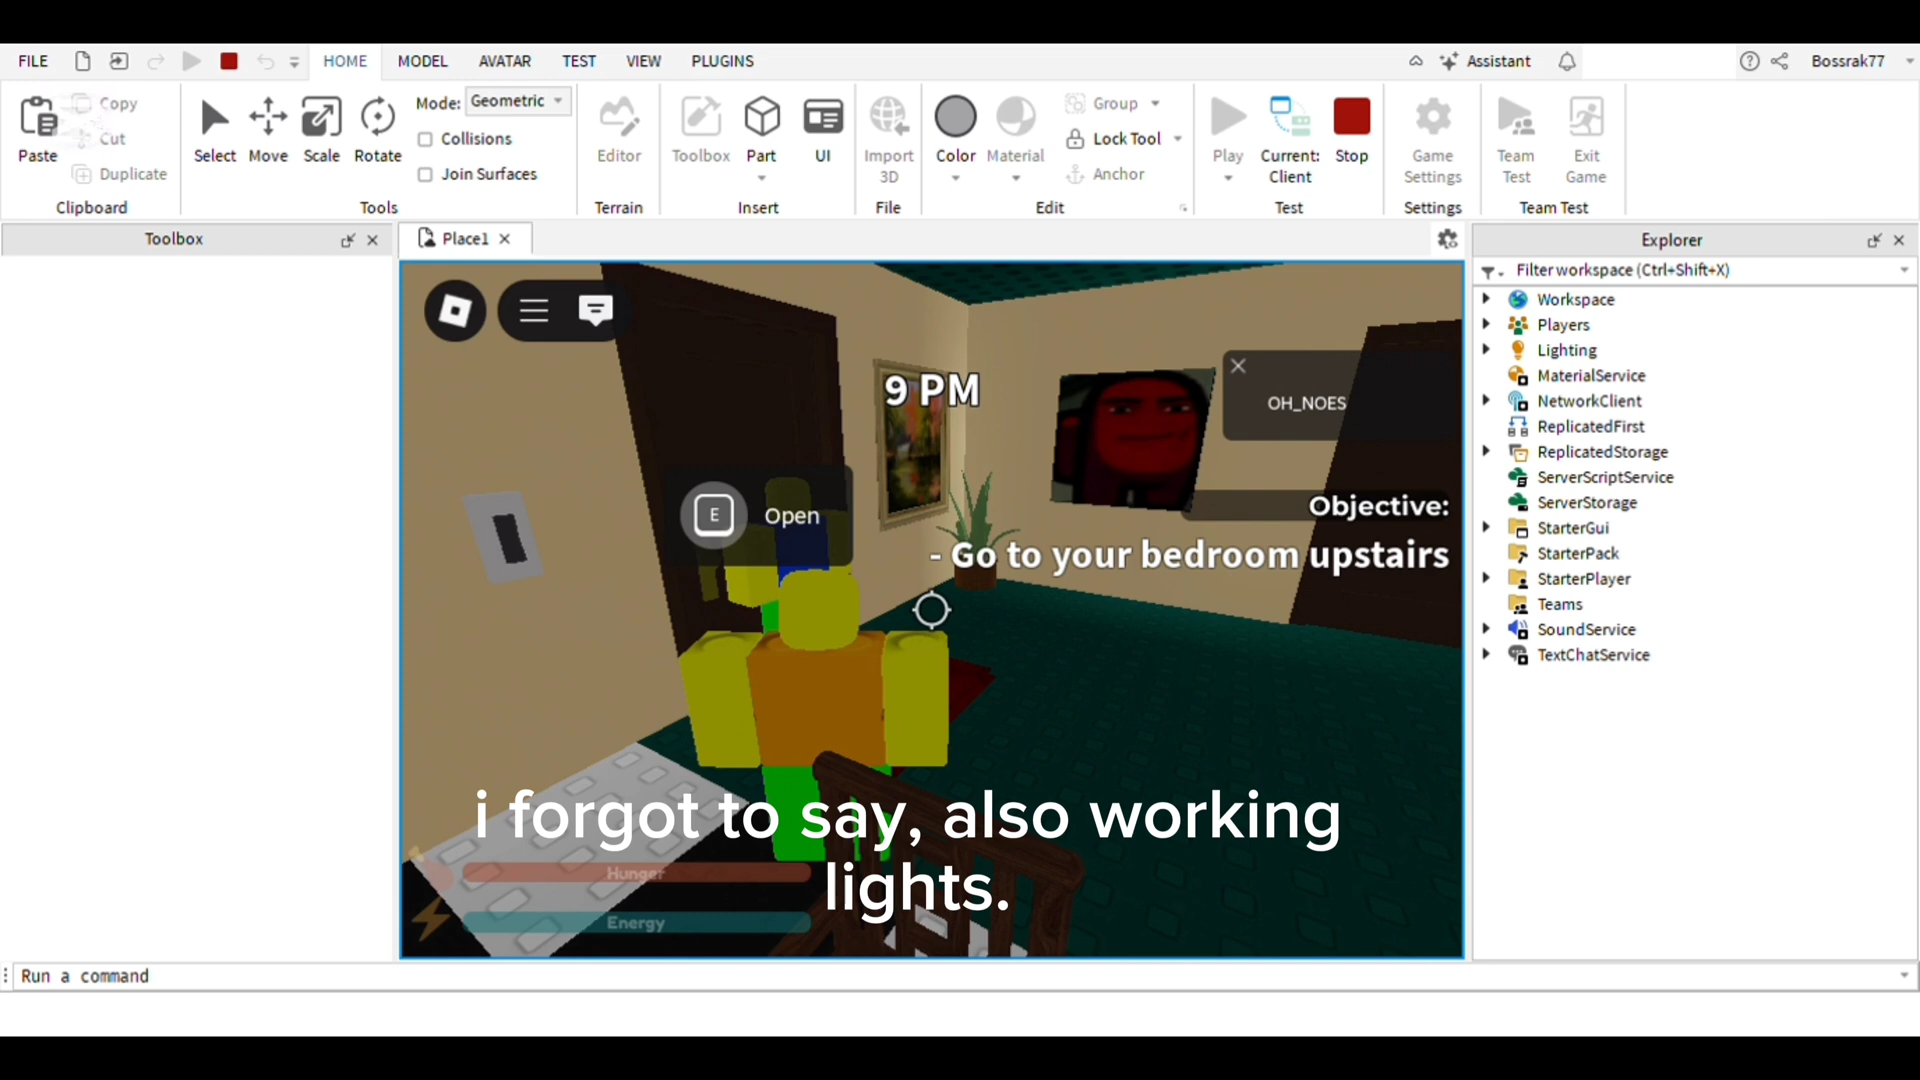 FILE
HOME
MODEL
AVATAR
TEST
VIEW
PLUGINS
Assistant
Bossrak77
Paste
Copy
Cut
Duplicate
Clipboard
Select
Move
Scale
Rotate
Mode: Geometric
Collisions
Join Surfaces
Tools
Editor
Terrain
Toolbox
Part
UI
Insert
Import
3D
File
Color
Material
Group
Lock Tool
Anchor
Edit
Play
Current:
Client
Stop
Test
Game
Settings
Settings
Team
Test
Exit
Game
Team Test
Toolbox
Place1
Explorer
Filter workspace (Ctrl+Shift+X)
Workspace
Players
Lighting
MaterialService
NetworkClient
ReplicatedFirst
ReplicatedStorage
ServerScriptService
ServerStorage
StarterGui
StarterPack
StarterPlayer
Teams
SoundService
TextChatService
9 PM
OH_NOES
E
Open
Objective:
- Go to your bedroom upstairs
i forgot to say, also working
lights.
Hunger
Energy
Run a command